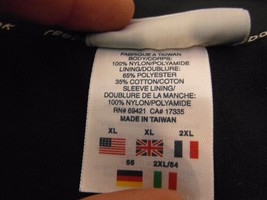 FABRIQUÉ A TAIWAN
BODY/CORPS:
100% NYLON/POLYAMIDE
LINING/DOUBLURE:
65% POLYESTER
35% COTTON/COTON
SLEEVE LINING/
DOUBLURE DE LA MANCHE:
100% NYLON/POLYAMIDE
RN# 69421 CA# 17335
MADE IN TAIWAN
XL XL 2XL
56 2XL/54